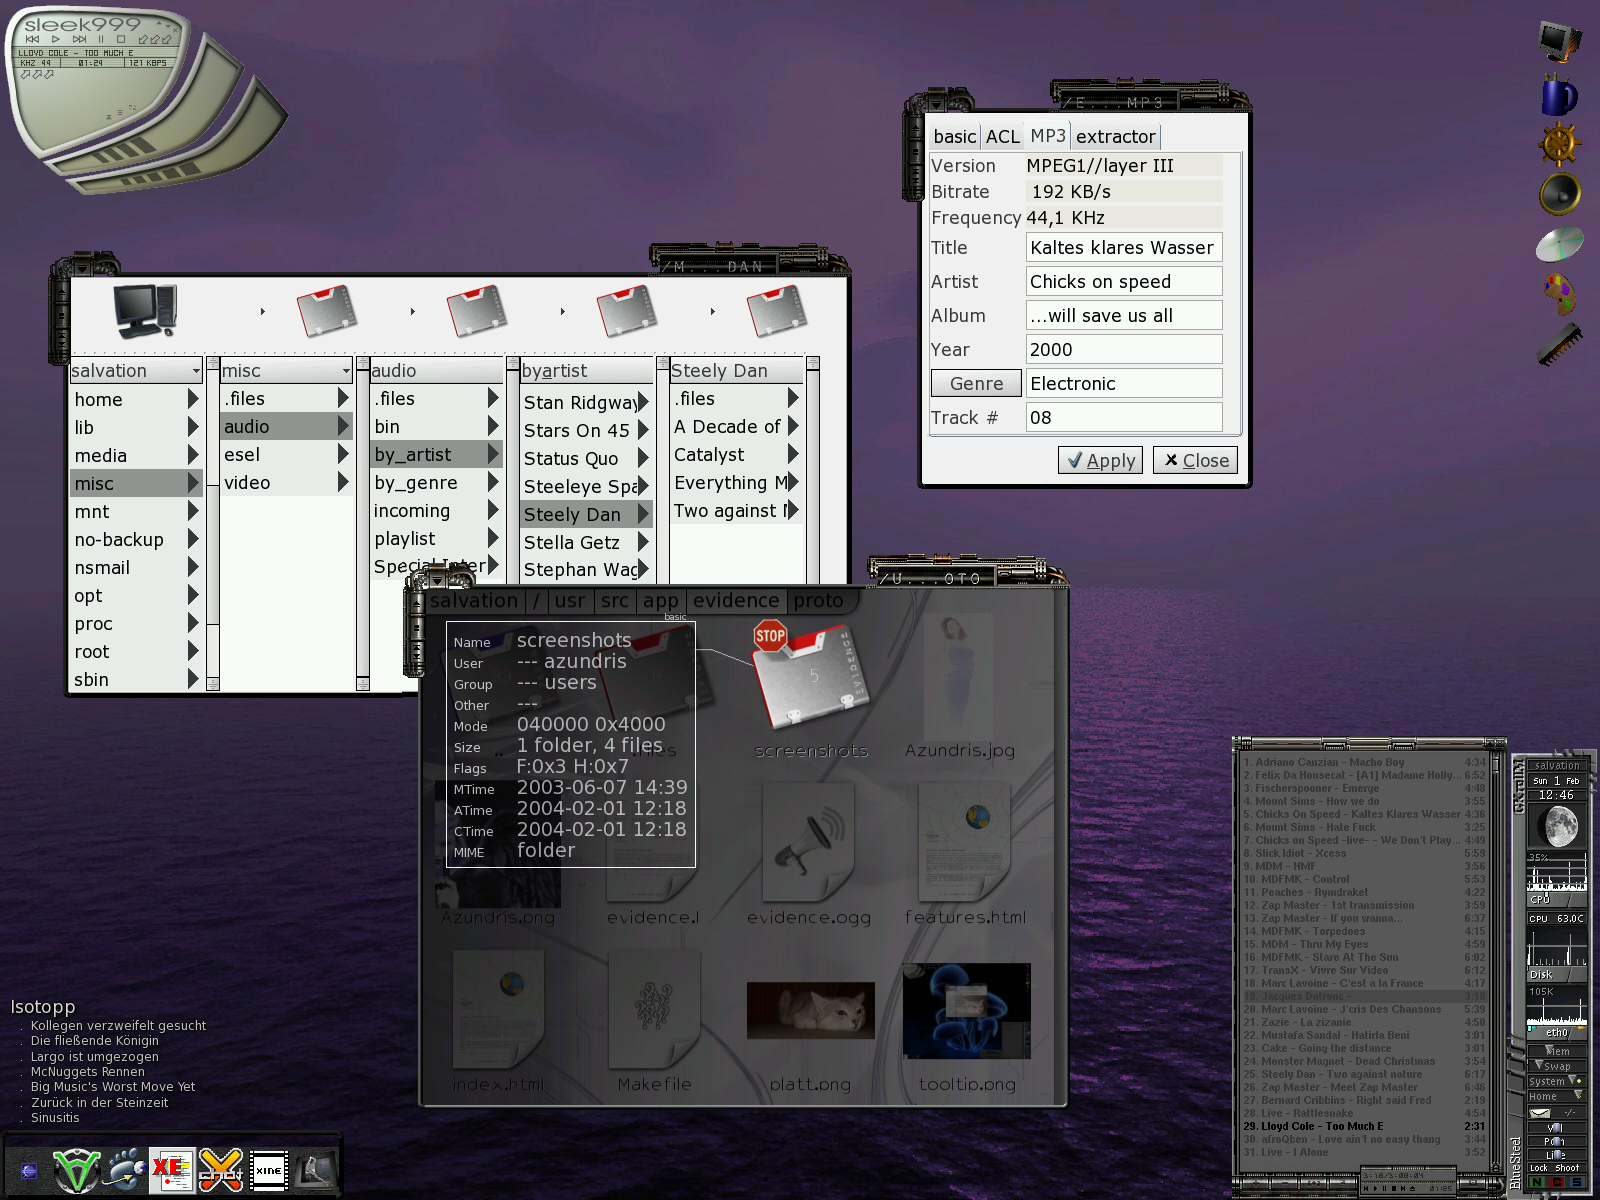 sleek999
LLOYD COLE - TOO MUCH E
KHZ 44 01:24 121 KBPS
/E...MP3
basic ACL MP3 extractor
Version MPEG1//layer III
Bitrate 192 KB/s
Frequency 44,1 KHz
Title Kaltes klares Wasser
Artist Chicks on speed
Album ...will save us all
Year 2000
Genre Electronic
Track # 08
Apply Close
/M...DAN
salvation misc audio byartist Steely Dan
home .files .files Stan Ridgway .files
lib audio bin Stars On 45 A Decade of
media esel by_artist Status Quo Catalyst
misc video by_genre Steeleye Spa Everything M
mnt incoming Steely Dan Two against
no-backup playlist Stella Getz
nsmail Special Inter Stephan Wag
opt
proc
root
sbin
/U...OTO
salvation / usr src app evidence proto
basic
Name screenshots
User --- azundris
Group --- users
Other ---
Mode 040000 0x4000
Size 1 folder, 4 files
Flags F:0x3 H:0x7
MTime 2003-06-07 14:39
ATime 2004-02-01 12:18
CTime 2004-02-01 12:18
MIME folder
STOP
5
EVIDENCE
screenshots Azundris.jpg
Azundris.png evidence.l evidence.ogg features.html
index.html Makefile platt.png tooltip.png
1. Adriano Canzian - Macho Boy 4:34
2. Felix Da Housecat - [A1] Madame Holly... 6:52
3. Fischerspooner - Emerge 4:48
4. Mount Sims - How we do 3:55
5. Chicks On Speed - Kaltes Klares Wasser 4:36
6. Mount Sims - Hate Fuck 3:25
7. Chicks on Speed -live- - We Don't Play... 4:49
8. Slick Idiot - Xcess 5:59
9. MDM - HMF 3:56
10. MDFMK - Control 5:53
11. Peaches - Rymdraket 4:22
12. Zap Master - 1st transmission 3:59
13. Zap Master - If you wanna... 6:37
14. MDFMK - Torpedoes 4:15
15. MDM - Thru My Eyes 4:59
16. MDFMK - Stare At The Sun 6:02
17. TransX - Vivre Sur Video 6:12
18. Marc Lavoine - C'est a la France 4:17
19. Jacques Dutronc - 3:18
20. Marc Lavoine - J'cris Des Chansons 5:39
21. Zazie - La zizanie 4:50
22. Mustafa Sandal - Hatirla Beni 3:01
23. Cake - Going the distance 3:01
24. Monster Magnet - Dead Christmas 3:54
25. Steely Dan - Two against nature 6:17
26. Zap Master - Meet Zap Master 6:46
27. Bernard Cribbins - Right said Fred 2:19
28. Live - Rattlesnake 4:54
29. Lloyd Cole - Too Much E 2:31
30. afroQben - Love ain't no easy thang 3:44
31. Live - I Alone 3:52
GKrellM
salvation
Sun 1 Feb
12:46
35%
CPU
CPU 63.0C
Disk
105K
eth0
Mem
Swap
System
Home
-/-
Vol
Pcm
Line
Lock Shoot
N C S
BlueSteel
Isotopp
. Kollegen verzweifelt gesucht
. Die fließende Königin
. Largo ist umgezogen
. McNuggets Rennen
. Big Music's Worst Move Yet
. Zurück in der Steinzeit
. Sinusitis
XE
shot
XINE